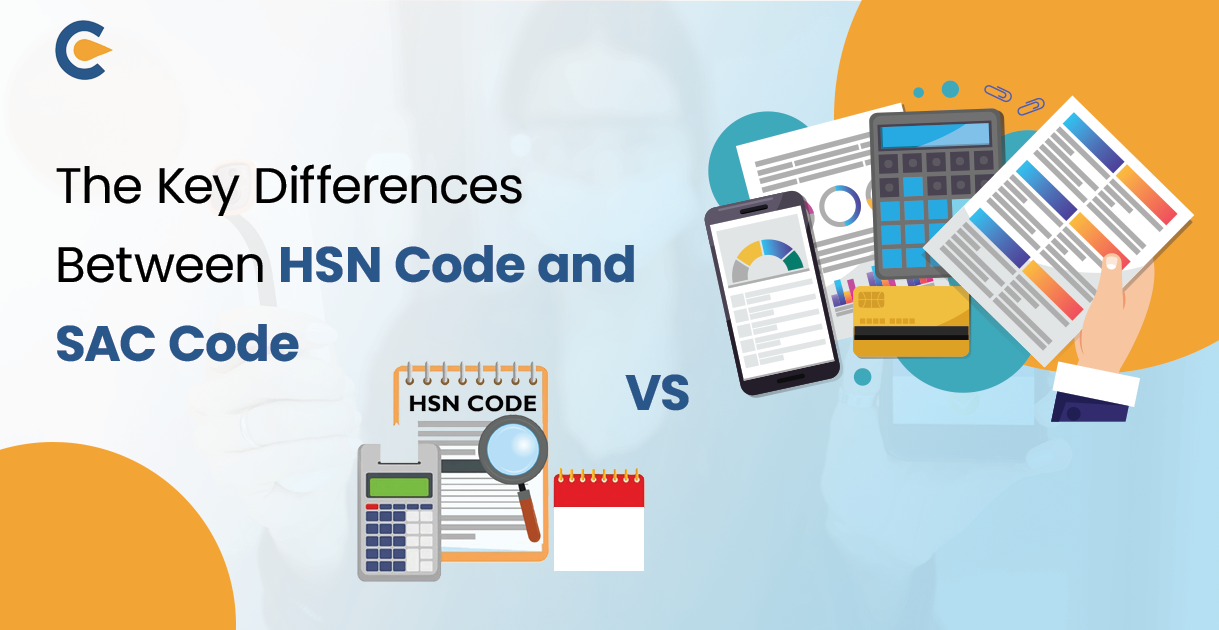 The Key Differences
Between HSN Code and
SAC Code
HSN CODE
VS